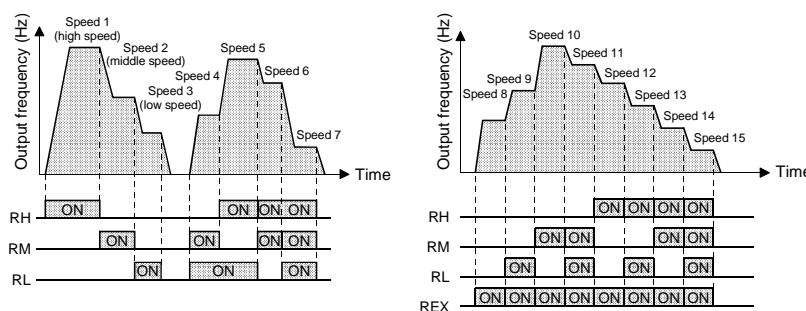 Output frequency (Hz)
Speed 1
(high speed)
Speed 2
(middle speed)
Speed 3
(low speed)
Speed 4
Speed 5
Speed 6
Speed 7
Time
RH
ON
ON
ON
ON
RM
ON
ON
ON
ON
RL
ON
ON
ON
Output frequency (Hz)
Speed 8
Speed 9
Speed 10
Speed 11
Speed 12
Speed 13
Speed 14
Speed 15
Time
RH
ON
ON
ON
ON
RM
ON
ON
ON
ON
RL
ON
ON
ON
ON
REX
ON
ON
ON
ON
ON
ON
ON
ON